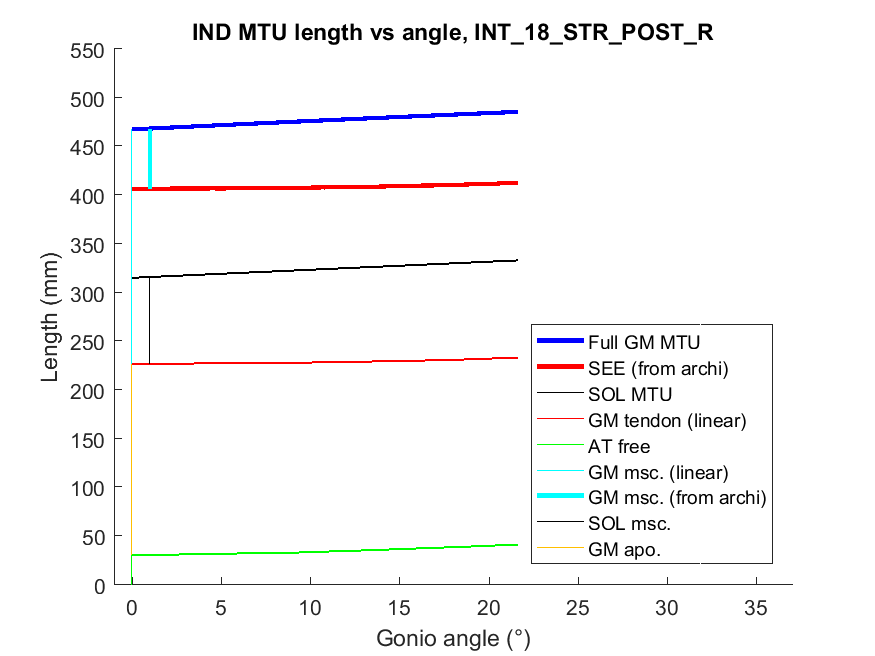 IND MTU length vs angle, INT_18_STR_POST_R
550
500
450
400
350
300
250
200
150
100
50
0
Length (mm)
Full GM MTU
SEE (from archi)
SOL MTU
GM tendon (linear)
AT free
GM msc. (linear)
GM msc. (from archi)
SOL msc.
GM apo.
0 5 10 15 20 25 30 35
Gonio angle (°)